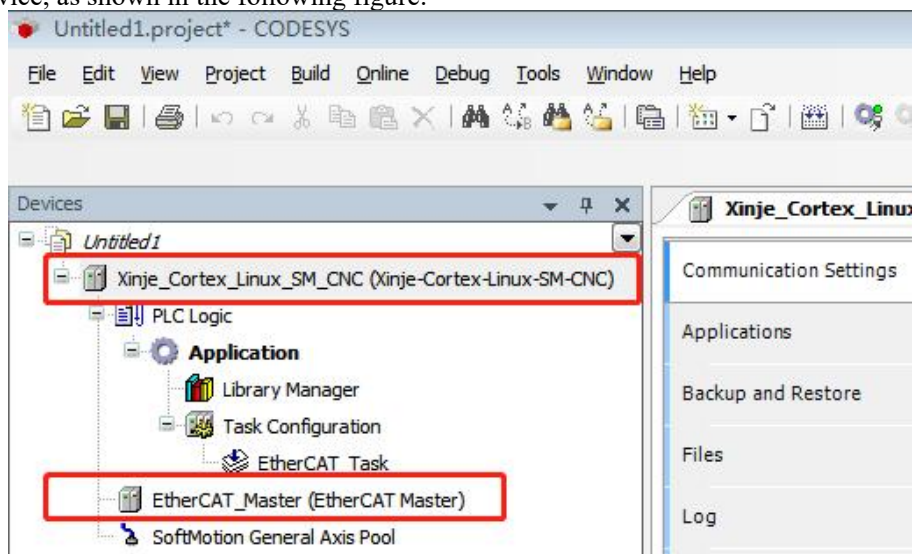 vice, as shown in the following figure.
Untitled1.project* - CODESYS
File Edit View Project Build Online Debug Tools Window Help
Devices
Untitled1
Xinje_Cortex_Linux_SM_CNC (Xinje-Cortex-Linux-SM-CNC)
PLC Logic
Application
Library Manager
Task Configuration
EtherCAT_Task
EtherCAT_Master (EtherCAT Master)
SoftMotion General Axis Pool
Xinje_Cortex_Linux
Communication Settings
Applications
Backup and Restore
Files
Log